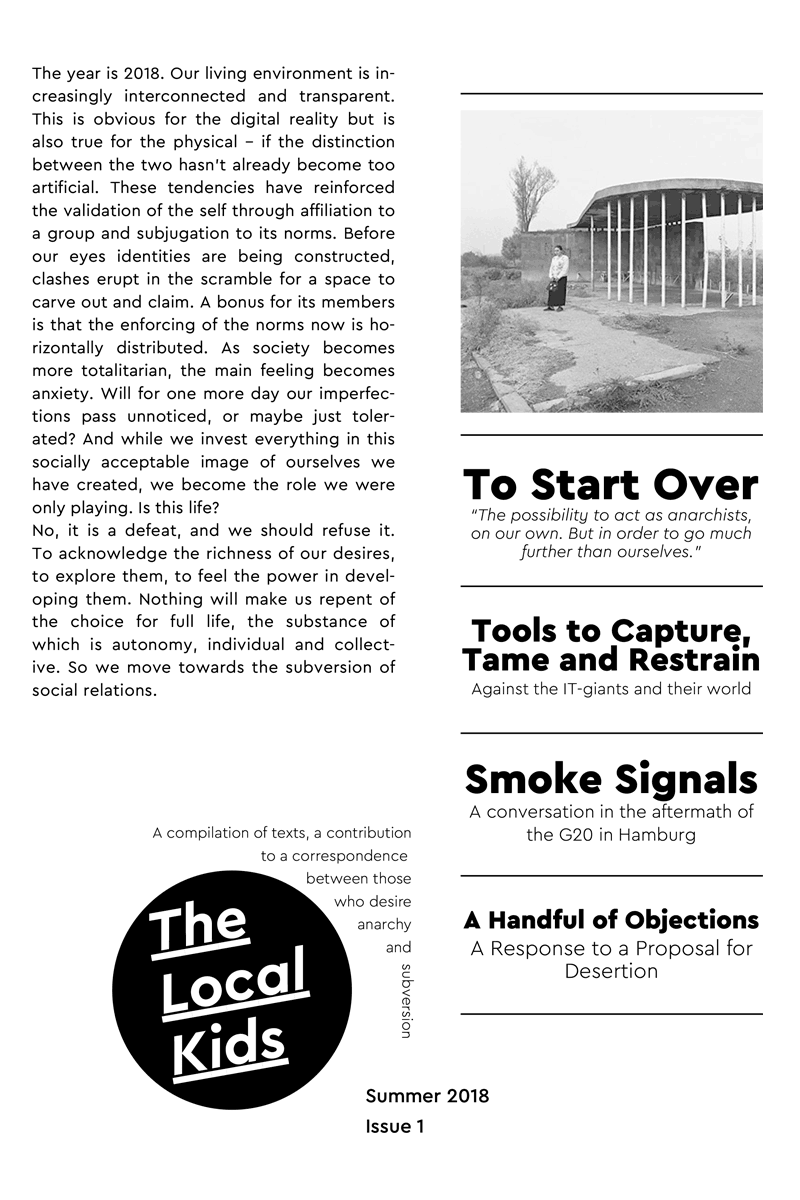 The year is 2018. Our living environment is in-
creasingly interconnected and transparent.
This is obvious for the digital reality but is
also true for the physical – if the distinction
between the two hasn't already become too
artificial. These tendencies have reinforced
the validation of the self through affiliation to
a group and subjugation to its norms. Before
our eyes identities are being constructed,
clashes erupt in the scramble for a space to
carve out and claim. A bonus for its members
is that the enforcing of the norms now is ho-
rizontally distributed. As society becomes
more totalitarian, the main feeling becomes
anxiety. Will for one more day our imperfec-
tions pass unnoticed, or maybe just toler-
ated? And while we invest everything in this
socially acceptable image of ourselves we
have created, we become the role we were
only playing. Is this life?
No, it is a defeat, and we should refuse it.
To acknowledge the richness of our desires,
to explore them, to feel the power in devel-
oping them. Nothing will make us repent of
the choice for full life, the substance of
which is autonomy, individual and collect-
ive. So we move towards the subversion of
social relations.
To Start Over
"The possibility to act as anarchists,
on our own. But in order to go much
further than ourselves."
Tools to Capture,
Tame and Restrain
Against the IT-giants and their world
Smoke Signals
A conversation in the aftermath of
the G20 in Hamburg
A Handful of Objections
A Response to a Proposal for
Desertion
A compilation of texts, a contribution
to a correspondence
between those
who desire
anarchy
and
subversion
The
Local
Kids
Summer 2018
Issue 1